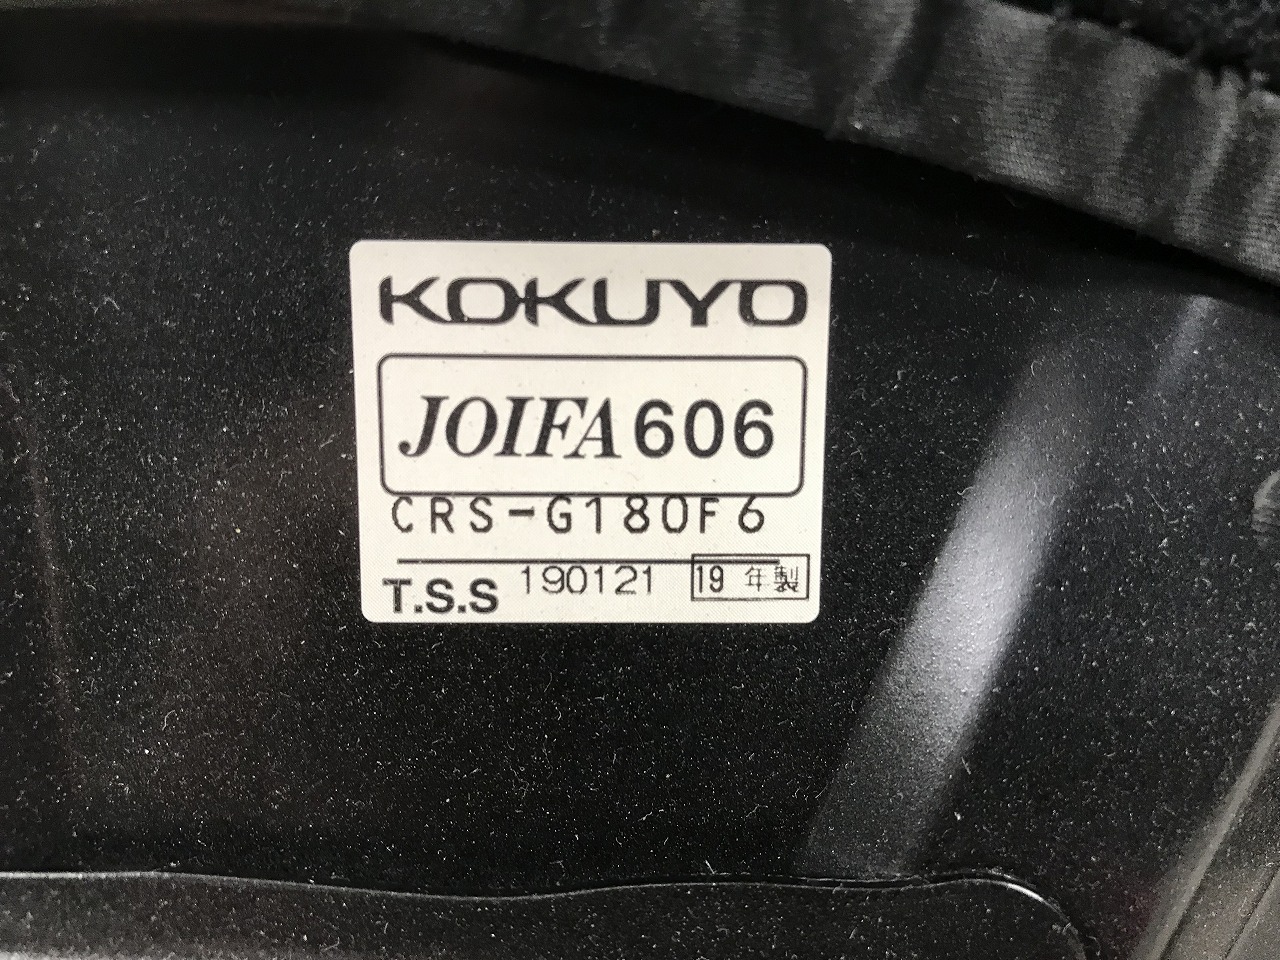 KOKUYO
JOIFA 606
CRS-G180F6
T.S.S 190121 19 年製